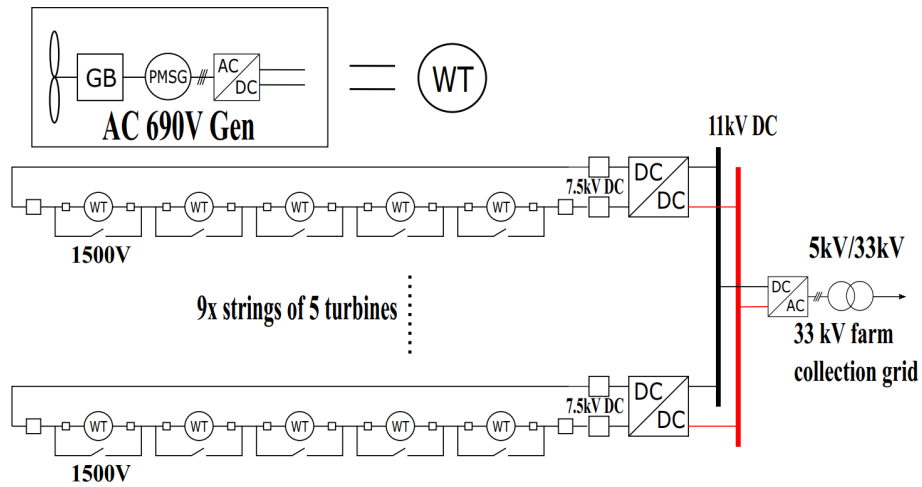 GB
PMSG
AC
DC
AC 690V Gen
WT
11kV DC
7.5kV DC
DC
DC
WT
WT
WT
WT
WT
1500V
5kV/33kV
9x strings of 5 turbines
DC
AC
33 kV farm
collection grid
7.5kV DC
DC
DC
WT
WT
WT
WT
WT
1500V